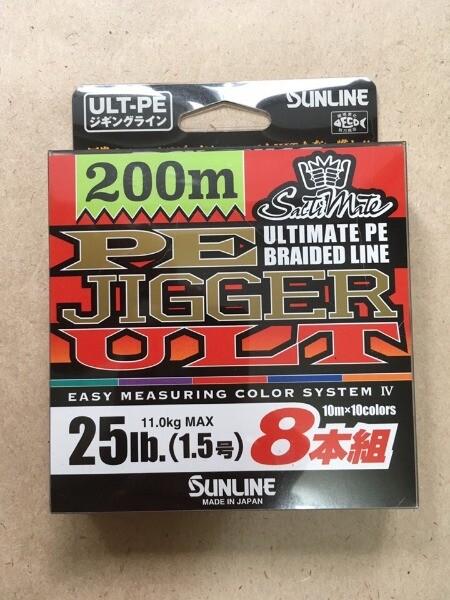 ULT-PE
ジギングライン
SUNLINE
200m
SaltiMate
ULTIMATE PE
BRAIDED LINE
PE
JIGGER
ULT
EASY MEASURING COLOR SYSTEM IV
10m×10colors
11.0kg MAX
25lb.(1.5号)
8本組
SUNLINE
MADE IN JAPAN